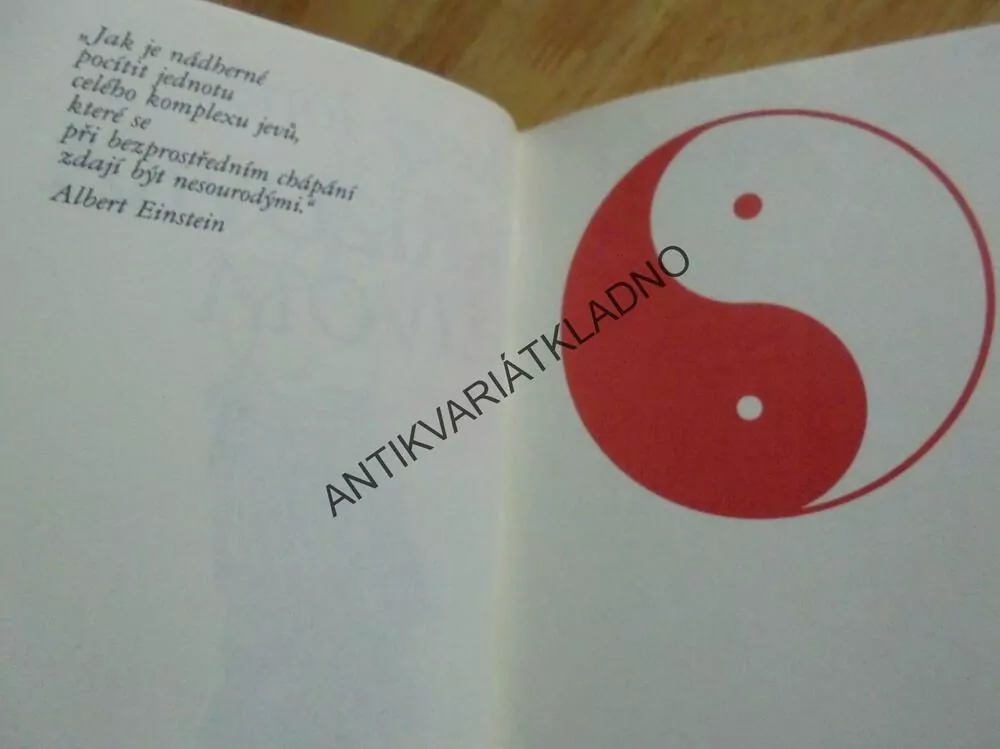 „Jak je nádherné
pocítit jednotu
celého komplexu jevů,
které se
při bezprostředním chápání
zdají být nesourodými.“
Albert Einstein
ANTIKVARIÁTKLADNO